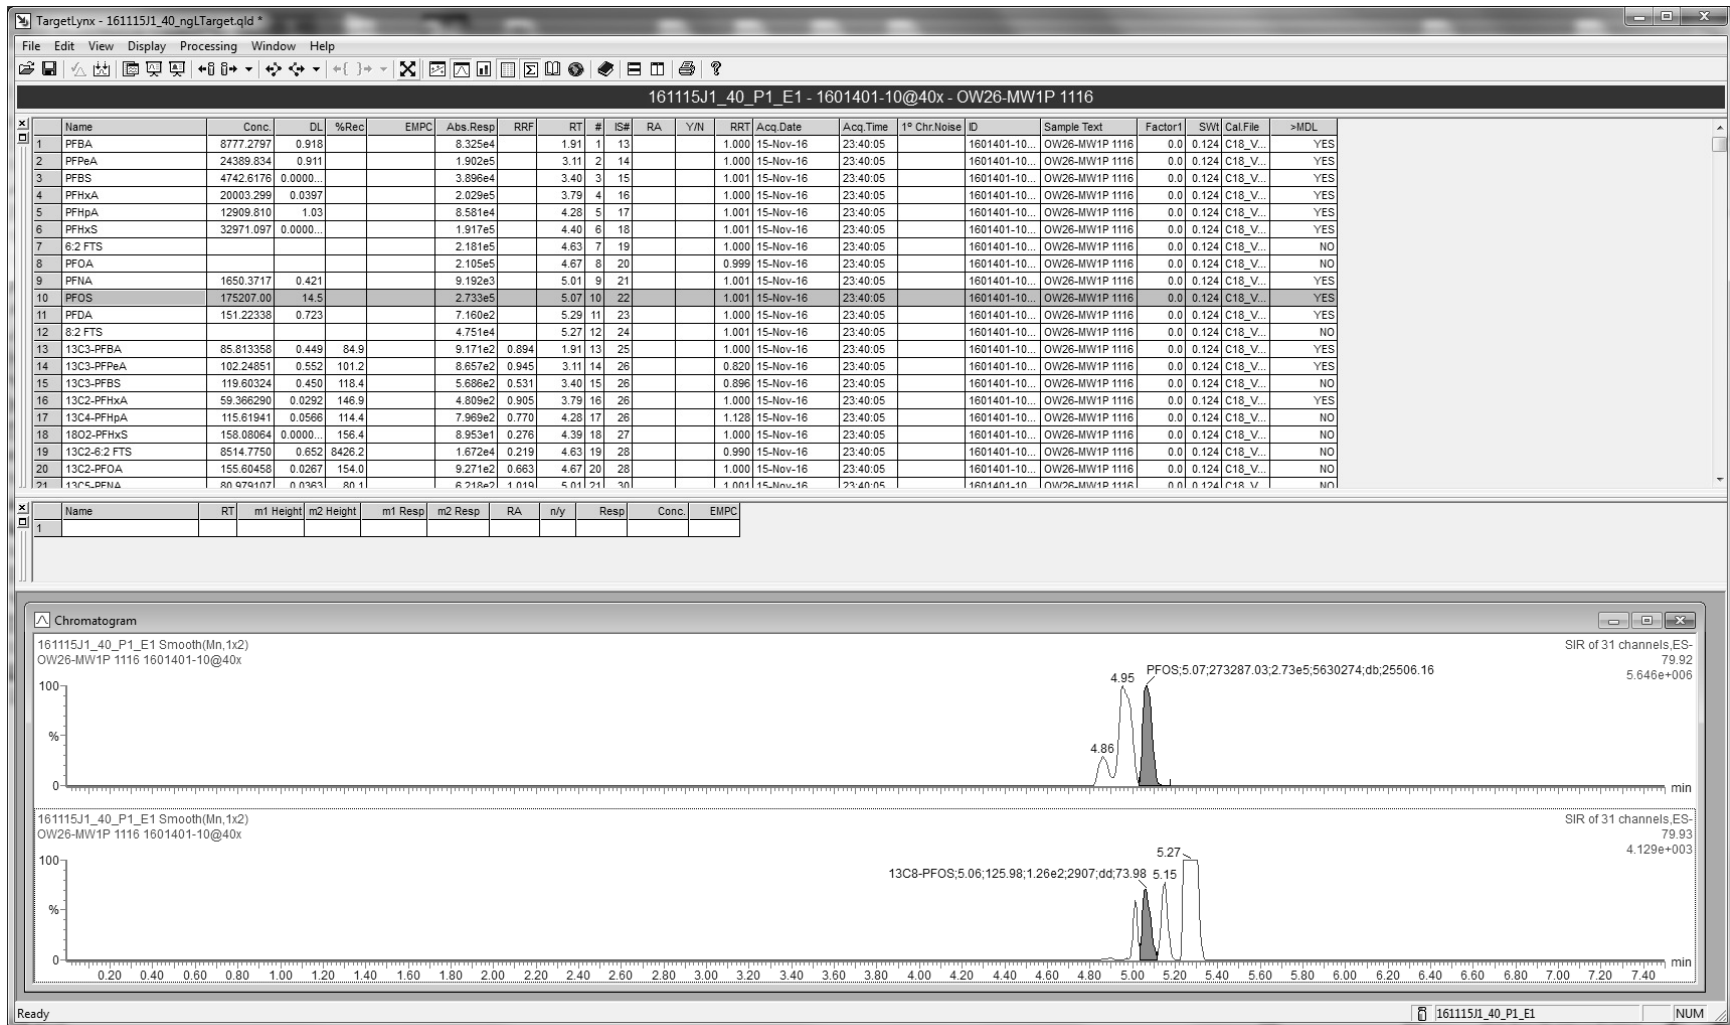 TargetLynx - 161115J1_40_ngLTarget.qld *
File Edit View Display Processing Window Help
161115J1_40_P1_E1 - 1601401-10@40x - OW26-MW1P 1116
Name Conc. DL %Rec EMPC Abs.Resp RRF RT # IS# RA Y/N RRT Acq.Date Acq.Time 1º Chr.Noise ID Sample Text Factor1 SWt Cal.File >MDL
1 PFBA 8777.2797 0.918 8.325e4 1.91 1 13 1.000 15-Nov-16 23:40:05 1601401-10... OW26-MW1P 1116 0.0 0.124 C18_V... YES
2 PFPeA 24389.834 0.911 1.902e5 3.11 2 14 1.000 15-Nov-16 23:40:05 1601401-10... OW26-MW1P 1116 0.0 0.124 C18_V... YES
3 PFBS 4742.6176 0.0000... 3.896e4 3.40 3 15 1.001 15-Nov-16 23:40:05 1601401-10... OW26-MW1P 1116 0.0 0.124 C18_V... YES
4 PFHxA 20003.299 0.0397 2.029e5 3.79 4 16 1.000 15-Nov-16 23:40:05 1601401-10... OW26-MW1P 1116 0.0 0.124 C18_V... YES
5 PFHpA 12909.810 1.03 8.581e4 4.28 5 17 1.001 15-Nov-16 23:40:05 1601401-10... OW26-MW1P 1116 0.0 0.124 C18_V... YES
6 PFHxS 32971.097 0.0000... 1.917e5 4.40 6 18 1.001 15-Nov-16 23:40:05 1601401-10... OW26-MW1P 1116 0.0 0.124 C18_V... YES
7 6:2 FTS 2.181e5 4.63 7 19 1.000 15-Nov-16 23:40:05 1601401-10... OW26-MW1P 1116 0.0 0.124 C18_V... NO
8 PFOA 2.105e5 4.67 8 20 0.999 15-Nov-16 23:40:05 1601401-10... OW26-MW1P 1116 0.0 0.124 C18_V... NO
9 PFNA 1650.3717 0.421 9.192e3 5.01 9 21 1.001 15-Nov-16 23:40:05 1601401-10... OW26-MW1P 1116 0.0 0.124 C18_V... YES
10 PFOS 175207.00 14.5 2.733e5 5.07 10 22 1.001 15-Nov-16 23:40:05 1601401-10... OW26-MW1P 1116 0.0 0.124 C18_V... YES
11 PFDA 151.22338 0.723 7.160e2 5.29 11 23 1.000 15-Nov-16 23:40:05 1601401-10... OW26-MW1P 1116 0.0 0.124 C18_V... YES
12 8:2 FTS 4.751e4 5.27 12 24 1.001 15-Nov-16 23:40:05 1601401-10... OW26-MW1P 1116 0.0 0.124 C18_V... NO
13 13C3-PFBA 85.813358 0.449 84.9 9.171e2 0.894 1.91 13 25 1.000 15-Nov-16 23:40:05 1601401-10... OW26-MW1P 1116 0.0 0.124 C18_V... YES
14 13C3-PFPeA 102.24851 0.552 101.2 8.657e2 0.945 3.11 14 26 0.820 15-Nov-16 23:40:05 1601401-10... OW26-MW1P 1116 0.0 0.124 C18_V... YES
15 13C3-PFBS 119.60324 0.450 118.4 5.686e2 0.531 3.40 15 26 0.896 15-Nov-16 23:40:05 1601401-10... OW26-MW1P 1116 0.0 0.124 C18_V... NO
16 13C2-PFHxA 59.366290 0.0292 146.9 4.809e2 0.905 3.79 16 26 1.000 15-Nov-16 23:40:05 1601401-10... OW26-MW1P 1116 0.0 0.124 C18_V... YES
17 13C4-PFHpA 115.61941 0.0566 114.4 7.969e2 0.770 4.28 17 26 1.128 15-Nov-16 23:40:05 1601401-10... OW26-MW1P 1116 0.0 0.124 C18_V... NO
18 18O2-PFHxS 158.08064 0.0000... 156.4 8.953e1 0.276 4.39 18 27 1.000 15-Nov-16 23:40:05 1601401-10... OW26-MW1P 1116 0.0 0.124 C18_V... NO
19 13C2-6:2 FTS 8514.7750 0.652 8426.2 1.672e4 0.219 4.63 19 28 0.990 15-Nov-16 23:40:05 1601401-10... OW26-MW1P 1116 0.0 0.124 C18_V... NO
20 13C2-PFOA 155.60458 0.0267 154.0 9.271e2 0.663 4.67 20 28 1.000 15-Nov-16 23:40:05 1601401-10... OW26-MW1P 1116 0.0 0.124 C18_V... NO
21 13C5-PFNA 80.979107 0.0363 80.1 6.218e2 1.019 5.01 21 30 1.001 15-Nov-16 23:40:05 1601401-10... OW26-MW1P 1116 0.0 0.124 C18_V... NO
Name RT m1 Height m2 Height m1 Resp m2 Resp RA n/y Resp Conc. EMPC
1
Chromatogram
161115J1_40_P1_E1 Smooth(Mn,1x2)
OW26-MW1P 1116 1601401-10@40x
SIR of 31 channels,ES-
79.92
5.646e+006
PFOS;5.07;273287.03;2.73e5;5630274;db;25506.16
4.95
4.86
100
%
0
min
161115J1_40_P1_E1 Smooth(Mn,1x2)
OW26-MW1P 1116 1601401-10@40x
SIR of 31 channels,ES-
79.93
4.129e+003
5.27
13C8-PFOS;5.06;125.98;1.26e2;2907;dd;73.98 5.15
100
%
0
min
0.20 0.40 0.60 0.80 1.00 1.20 1.40 1.60 1.80 2.00 2.20 2.40 2.60 2.80 3.00 3.20 3.40 3.60 3.80 4.00 4.20 4.40 4.60 4.80 5.00 5.20 5.40 5.60 5.80 6.00 6.20 6.40 6.60 6.80 7.00 7.20 7.40
Ready 161115J1_40_P1_E1 NUM